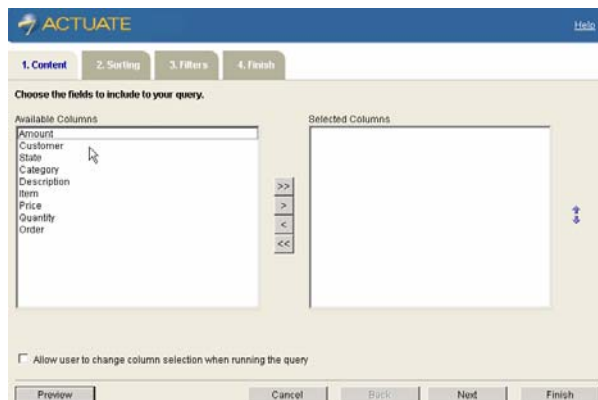 ACTUATE
Help
1. Content 2. Sorting 3. Filters 4. Finish
Choose the fields to include to your query.
Available Columns Selected Columns
Amount
Customer
State
Category
Description
Item
Price
Quantity
Order
>>
>
<
<<
Allow user to change column selection when running the query
Preview Cancel Back Next Finish